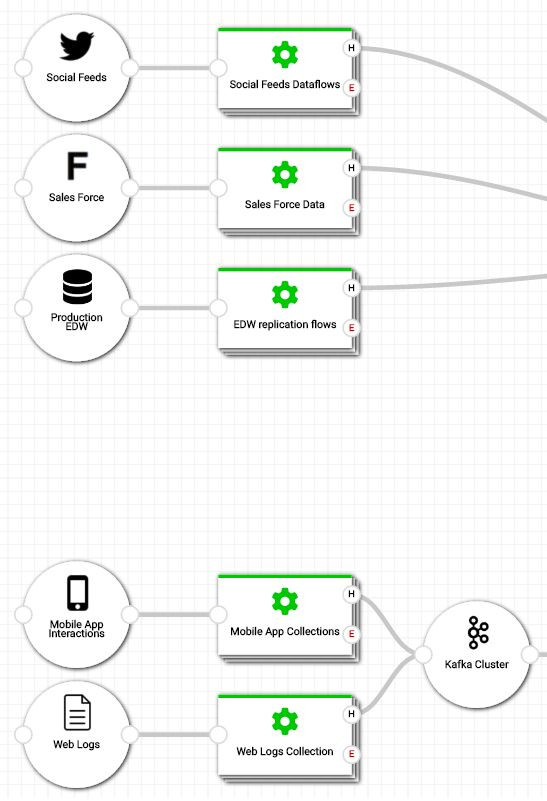 Social Feeds
Social Feeds Dataflows
H
E
F
Sales Force
Sales Force Data
H
E
Production
EDW
EDW replication flows
H
E
Mobile App
Interactions
Mobile App Collections
H
E
Kafka Cluster
Web Logs
Web Logs Collection
H
E